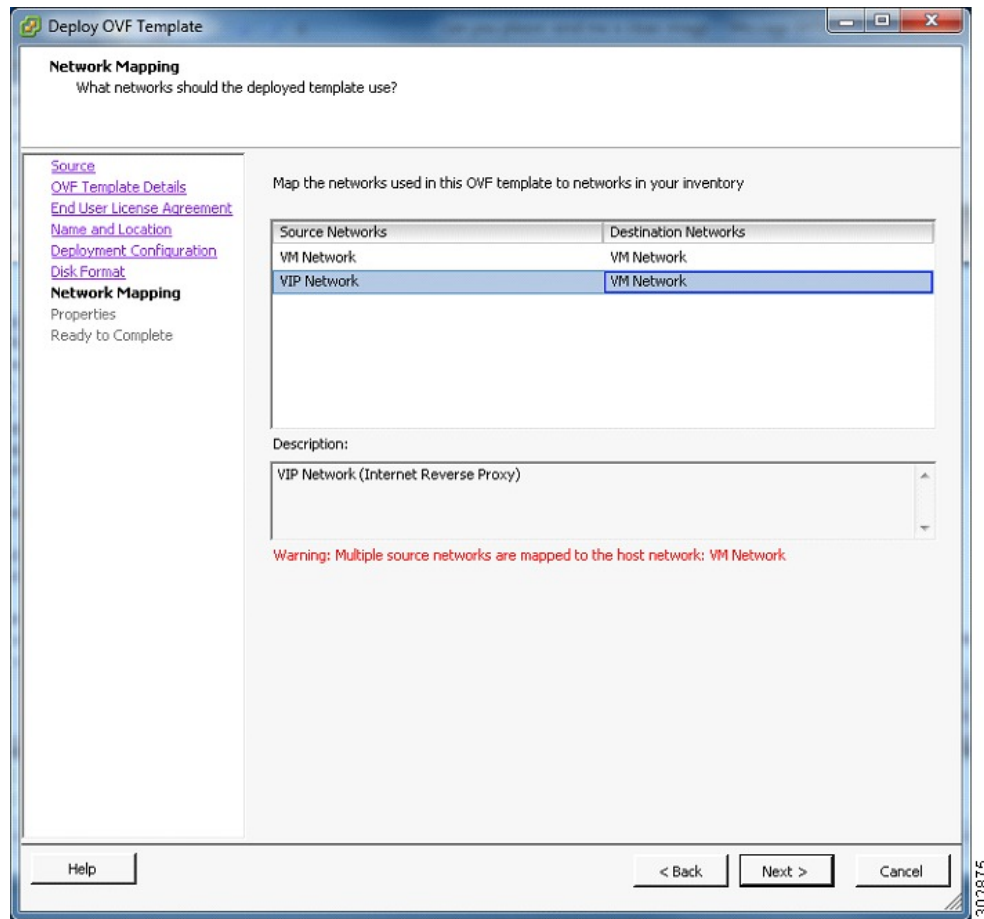 Deploy OVF Template
Network Mapping
What networks should the deployed template use?
Source
OVF Template Details
End User License Agreement
Name and Location
Deployment Configuration
Disk Format
Network Mapping
Properties
Ready to Complete
Map the networks used in this OVF template to networks in your inventory
Source Networks Destination Networks
VM Network VM Network
VIP Network VM Network
Description:
VIP Network (Internet Reverse Proxy)
Warning: Multiple source networks are mapped to the host network: VM Network
Help < Back Next > Cancel
302875